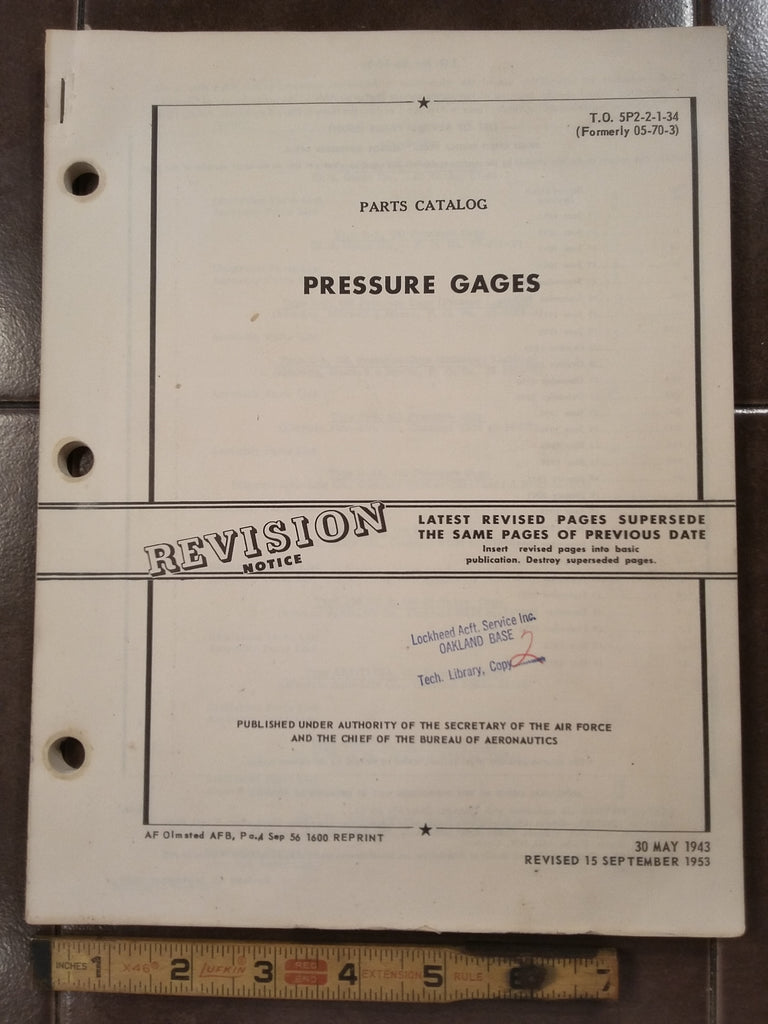 T.O. 5P2-2-1-34
(Formerly 05-70-3)
PARTS CATALOG
PRESSURE GAGES
REVISION
NOTICE
LATEST REVISED PAGES SUPERSEDE
THE SAME PAGES OF PREVIOUS DATE
Insert revised pages into basic
publication. Destroy superseded pages.
Lockheed Acft. Service Inc.
OAKLAND BASE
Tech. Library, Copy 2
PUBLISHED UNDER AUTHORITY OF THE SECRETARY OF THE AIR FORCE
AND THE CHIEF OF THE BUREAU OF AERONAUTICS
AF Olmsted AFB, Pa.4 Sep 56 1600 REPRINT
30 MAY 1943
REVISED 15 SEPTEMBER 1953
INCHES 1 X46 2 LUFKIN 3 RED END 4 EXTENSION 5 RULE 6